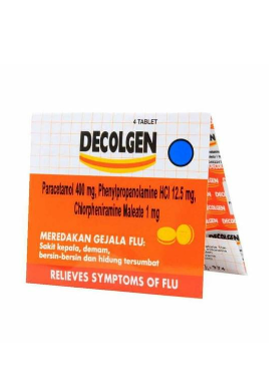 4 TABLET
DECOLGEN
Paracetamol 400 mg, Phenylpropanolamine HCl 12.5 mg,
Chlorpheniramine Maleate 1 mg
MEREDAKAN GEJALA FLU:
Sakit kepala, demam,
bersin-bersin dan hidung tersumbat
RELIEVES SYMPTOMS OF FLU